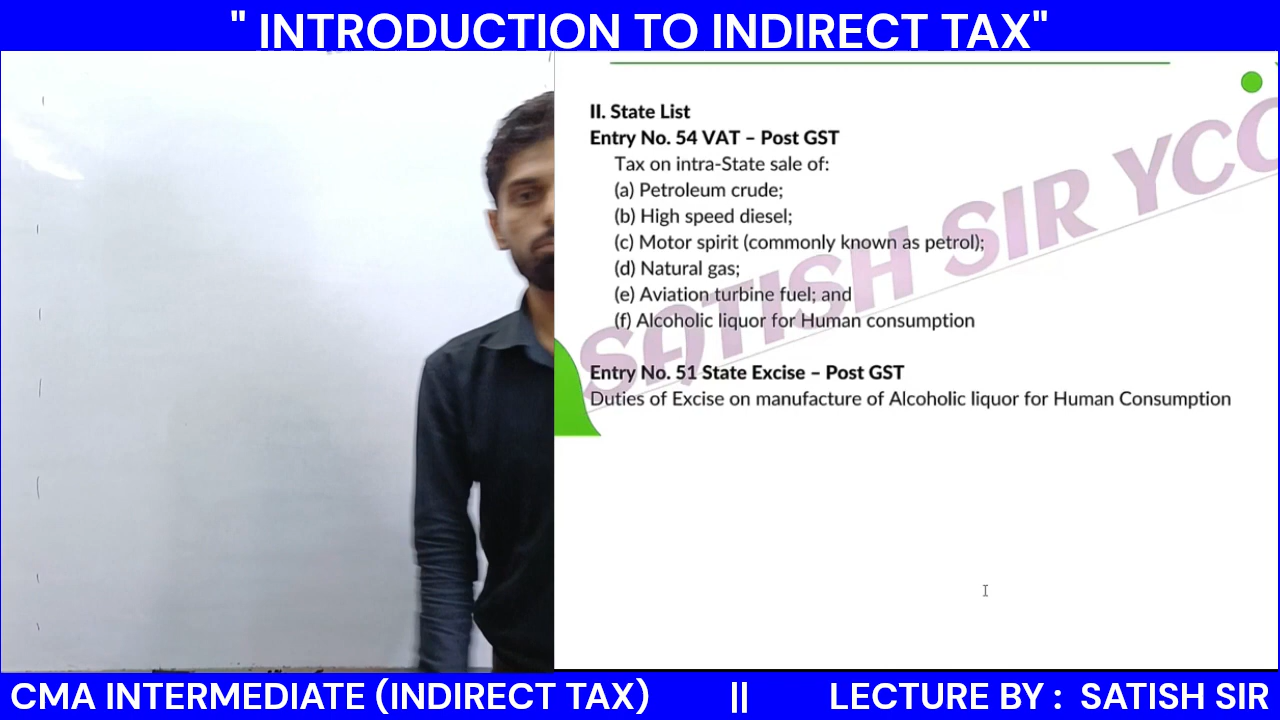 " INTRODUCTION TO INDIRECT TAX"
II. State List
Entry No. 54 VAT – Post GST
Tax on intra-State sale of:
(a) Petroleum crude;
(b) High speed diesel;
(c) Motor spirit (commonly known as petrol);
(d) Natural gas;
(e) Aviation turbine fuel; and
(f) Alcoholic liquor for Human consumption
SATISH SIR YCC
Entry No. 51 State Excise – Post GST
Duties of Excise on manufacture of Alcoholic liquor for Human Consumption
CMA INTERMEDIATE (INDIRECT TAX) || LECTURE BY : SATISH SIR